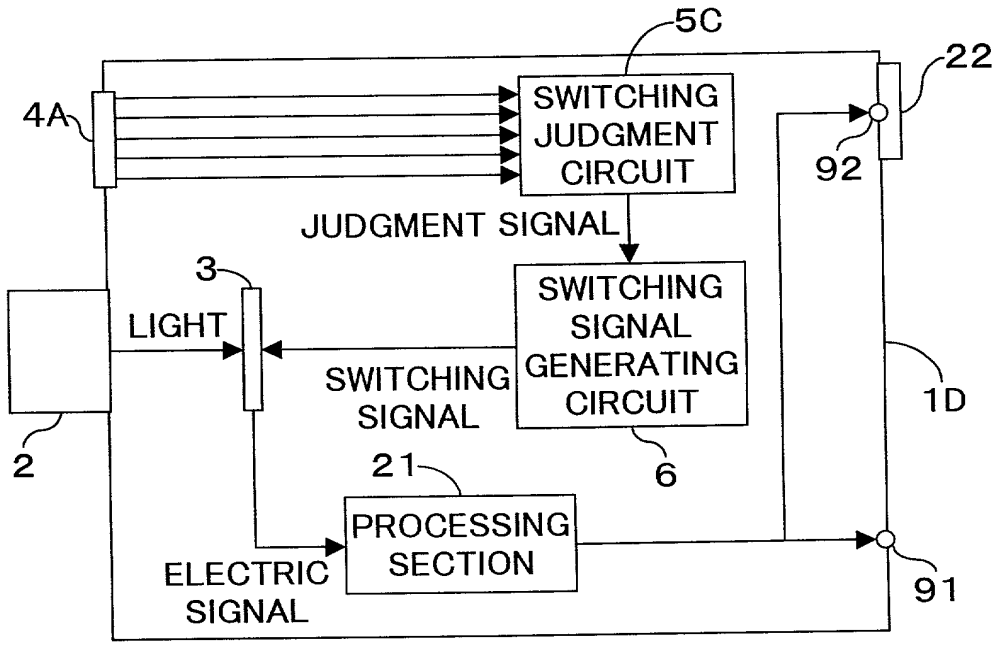 5C
22
4A
SWITCHING
JUDGMENT
CIRCUIT
92
JUDGMENT SIGNAL
3
SWITCHING
SIGNAL
GENERATING
CIRCUIT
LIGHT
SWITCHING
SIGNAL
1D
2
6
21
PROCESSING
SECTION
ELECTRIC
SIGNAL
91